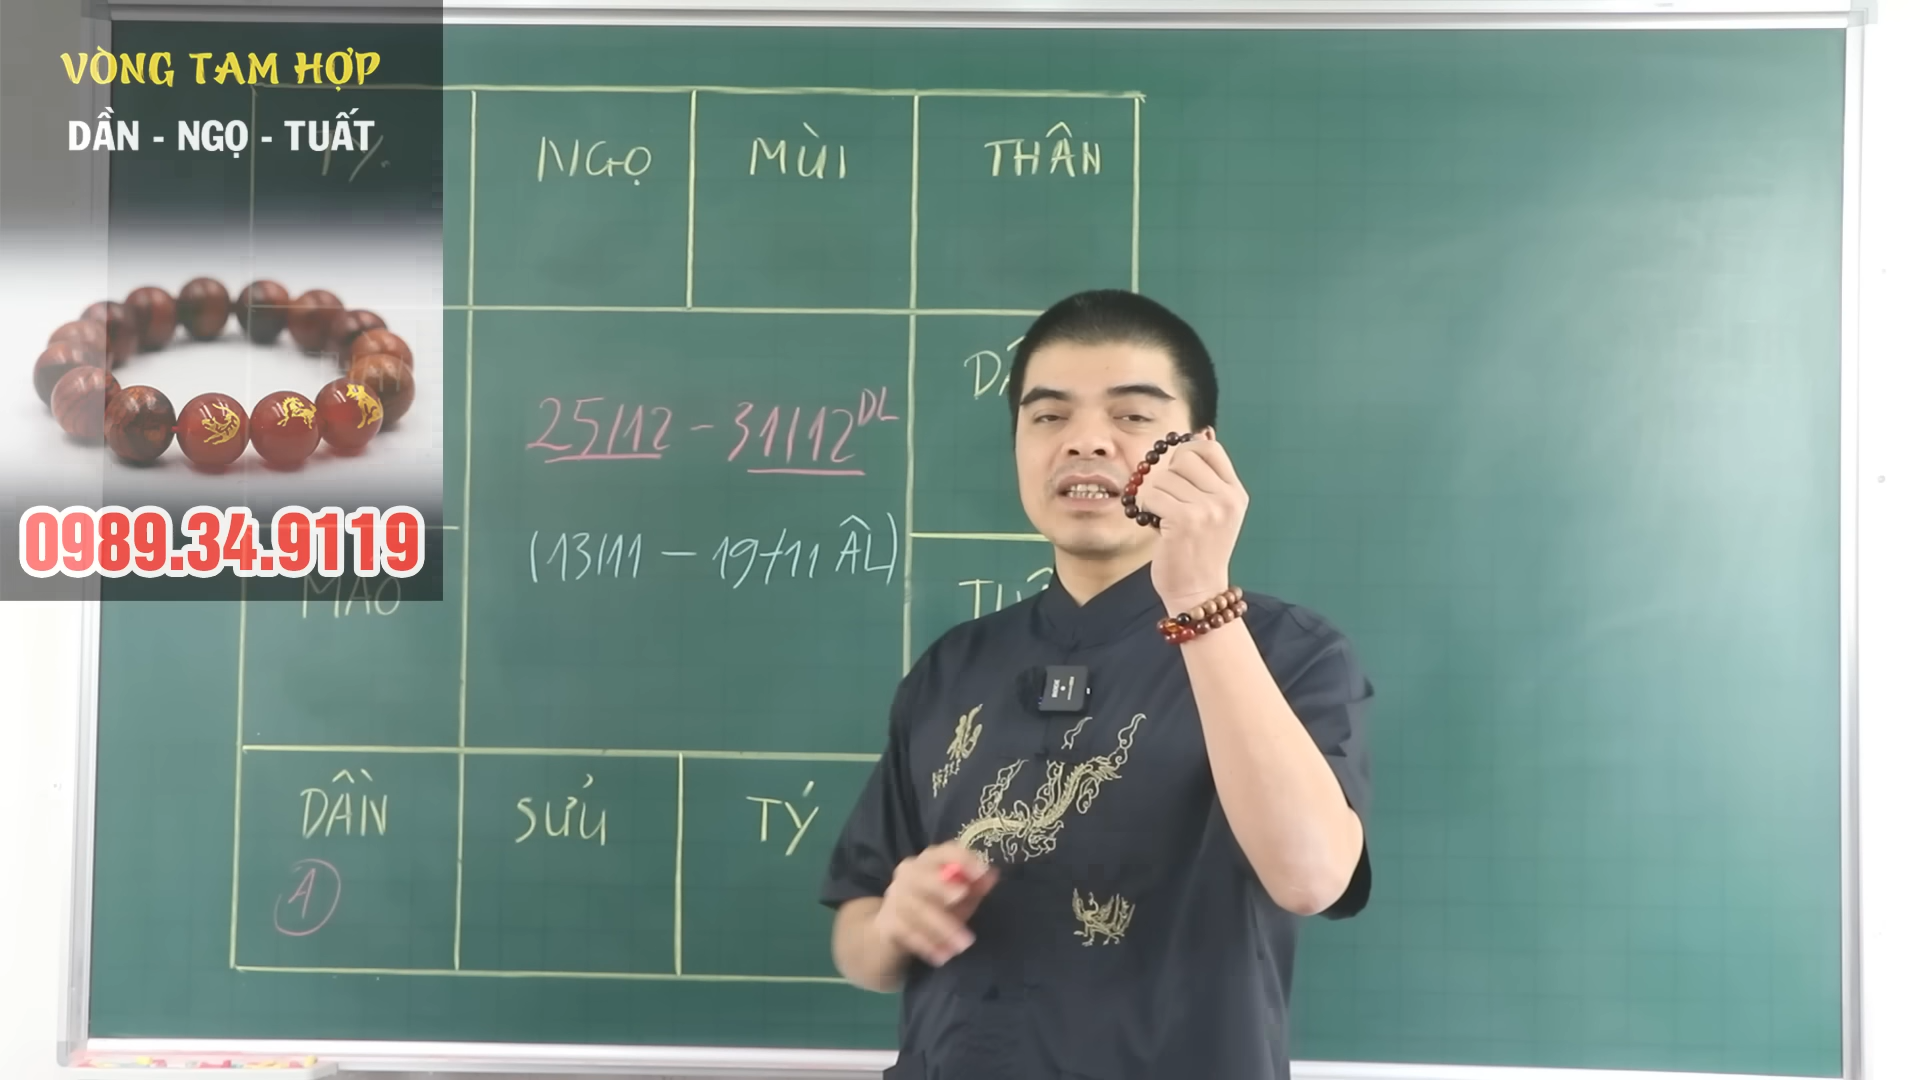 VÒNG TAM HỢP
DẦN - NGỌ - TUẤT
0989.34.9119
NGỌ
MÙI
THÂN
25/12 - 31/12 DL
(13/11 - 19/11 ÂL)
MÃO
DẦN
SỬU
TÝ